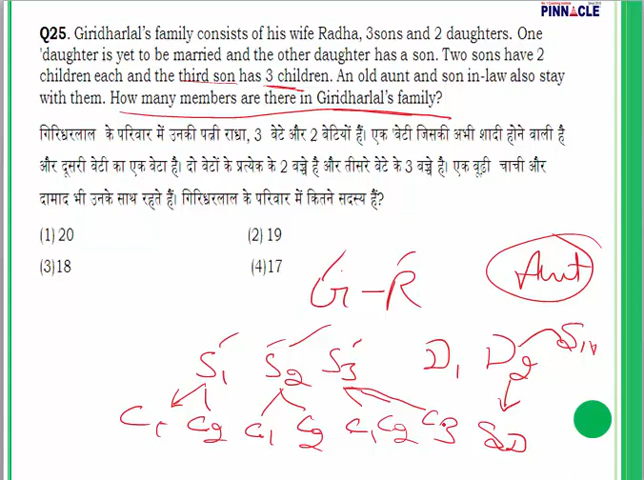 PINNACLE
Q25. Giridharlal's family consists of his wife Radha, 3sons and 2 daughters. One
'daughter is yet to be married and the other daughter has a son. Two sons have 2
children each and the third son has 3 children. An old aunt and son in-law also stay
with them. How many members are there in Giridharlal's family?
गिरिधरलाल के परिवार में उनकी पत्नी राधा, 3 बेटे और 2 बेटियाँ हैं। एक 'बेटी जिसकी अभी शादी होने वाली है
और दूसरी बेटी का एक बेटा है। दो बेटों के प्रत्येक के 2 बच्चे है और तीसरे बेटे के 3 बच्चे है। एक बूढ़ी चाची और
दामाद भी उनके साथ रहते हैं। गिरिधरलाल के परिवार में कितने सदस्य हैं?
(1) 20 (2) 19
(3)18 (4)17
G - R Aunt
S1 S2 S3 D1 D2
C1 C2 C1 C2 C1 C2 C3